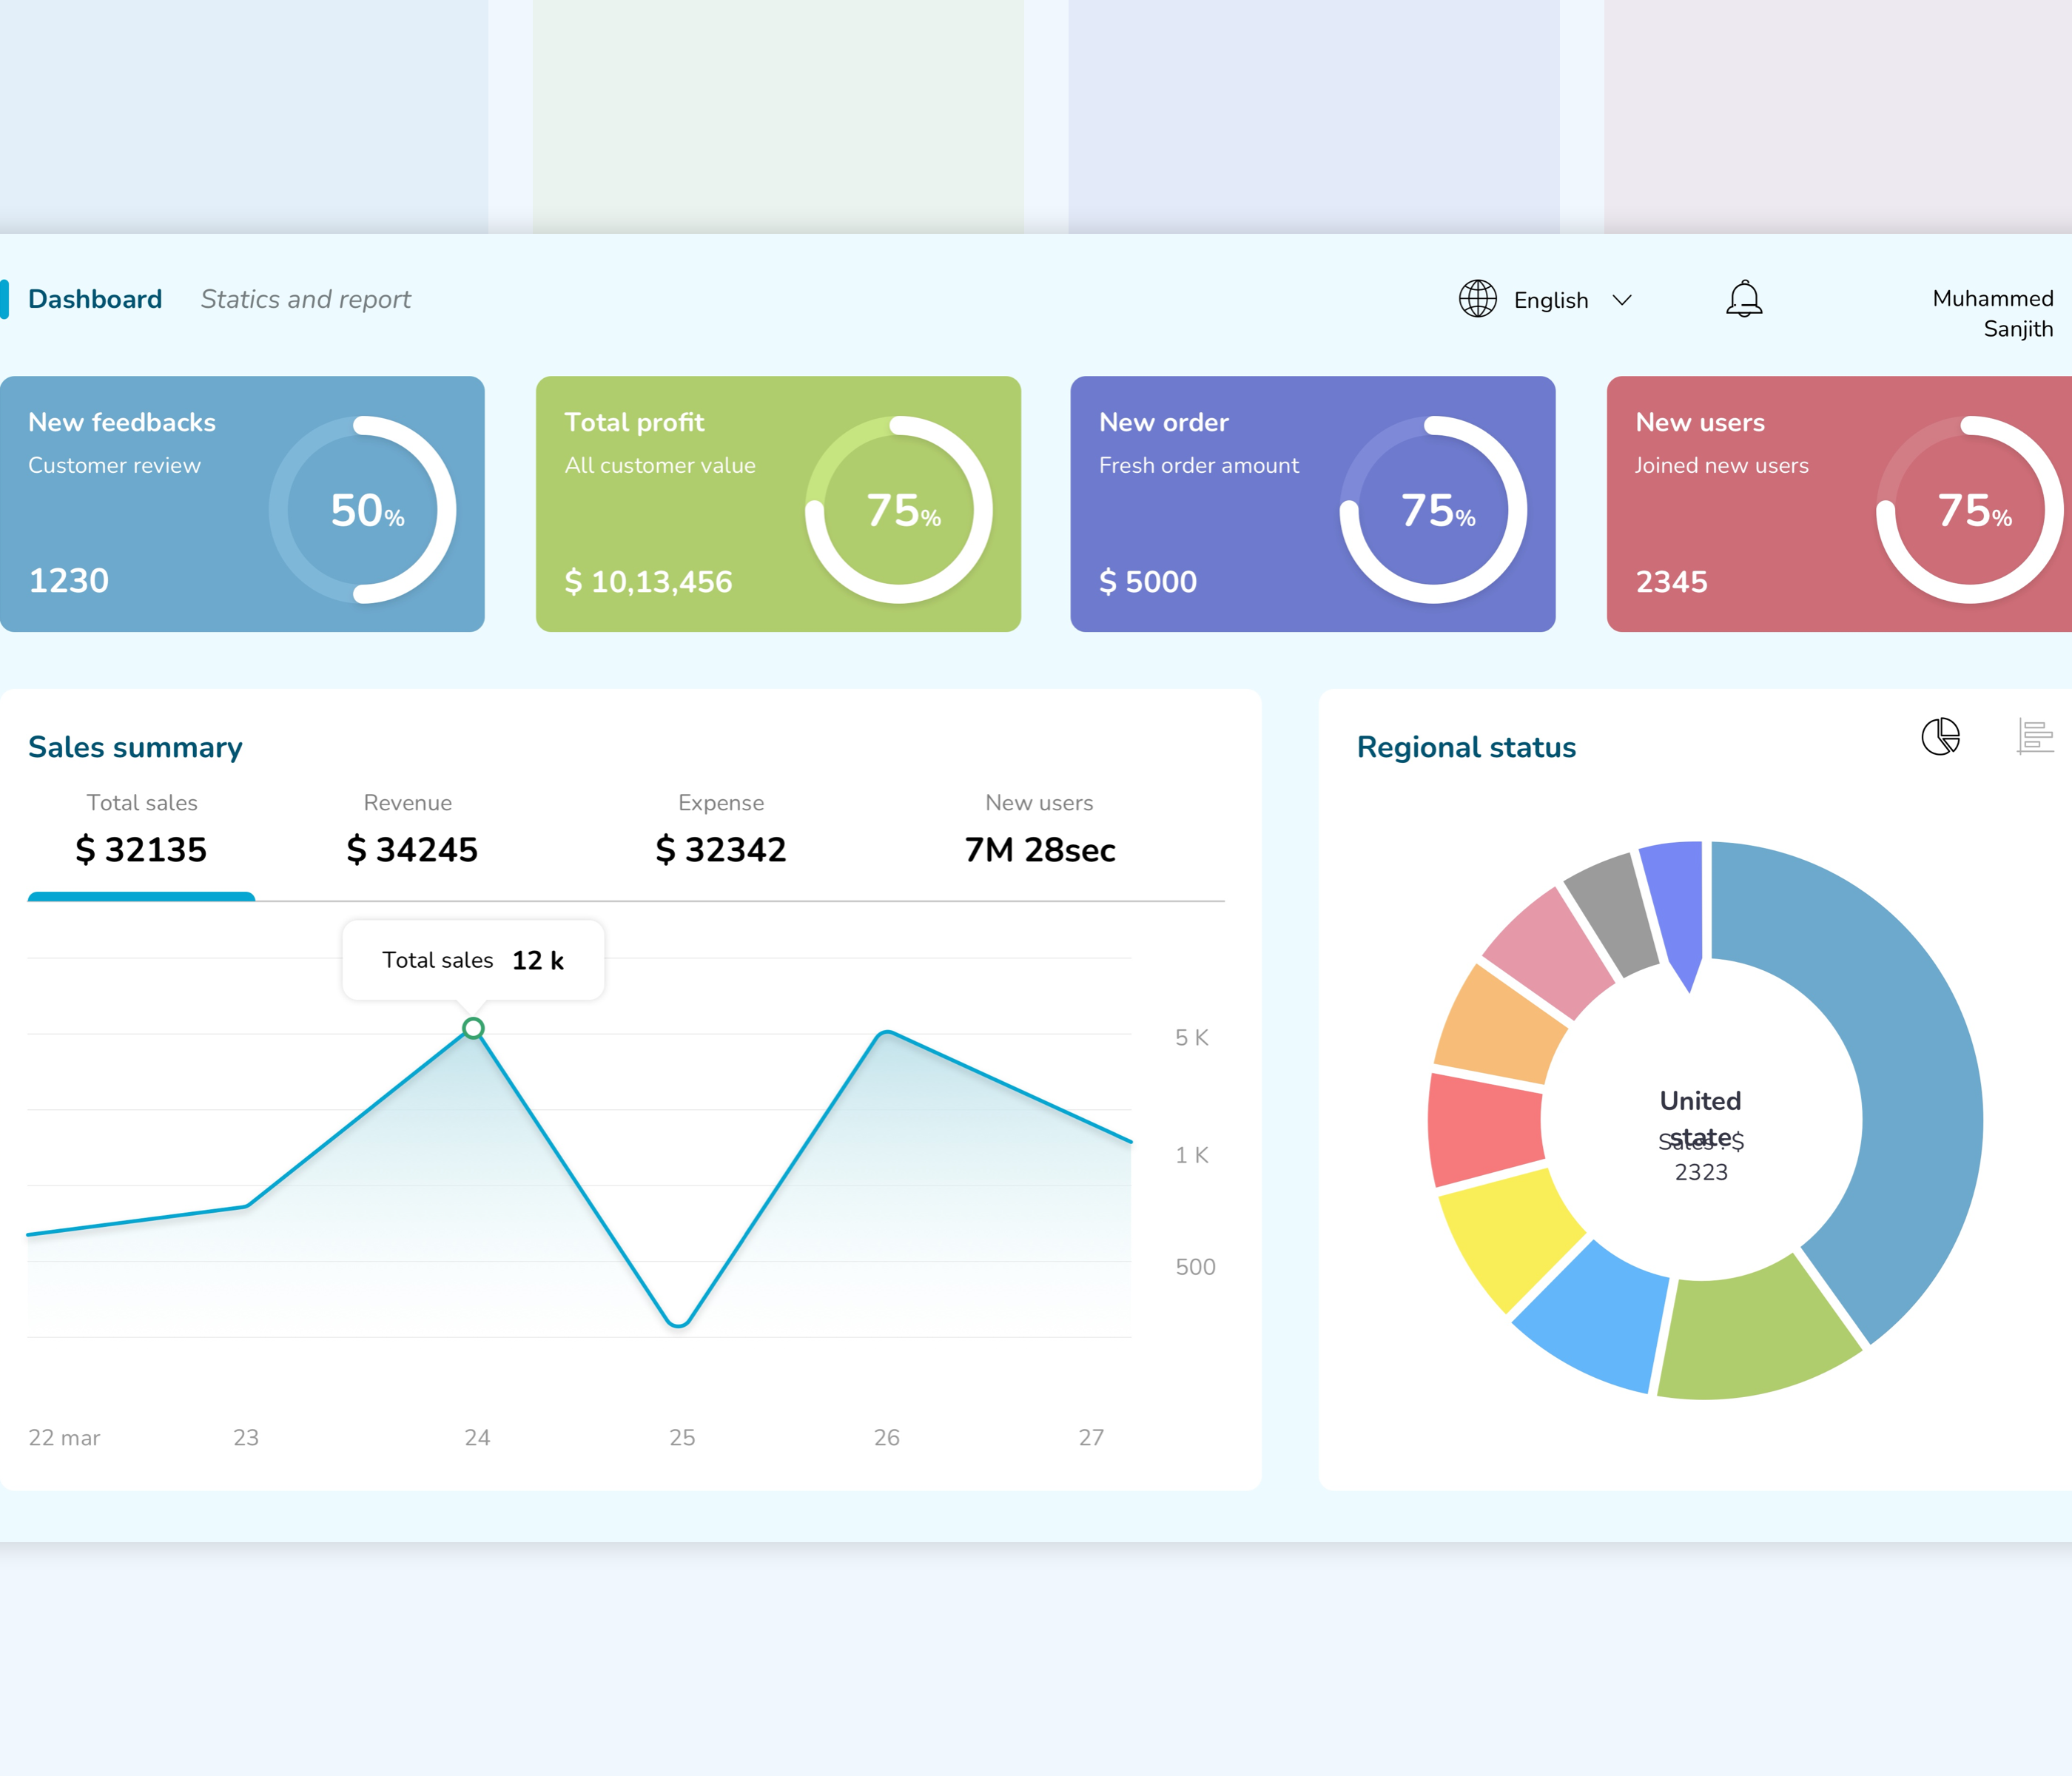 Dashboard
Statics and report
English
Muhammed
Sanjith
New feedbacks
Customer review
50%
1230
Total profit
All customer value
75%
$ 10,13,456
New order
Fresh order amount
75%
$ 5000
New users
Joined new users
75%
2345
Sales summary
Total sales
$ 32135
Revenue
$ 34245
Expense
$ 32342
New users
7M 28sec
Total sales 12 k
5 K
1 K
500
22 mar
23
24
25
26
27
Regional status
United
state
Sales : $
2323